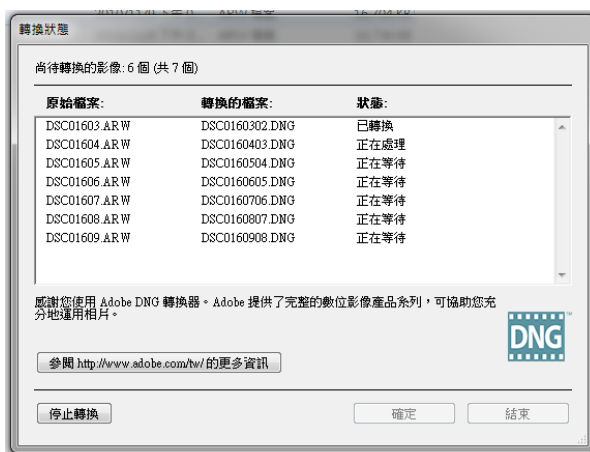 轉換狀態
尚待轉換的影像: 6 個 (共 7 個)
原始檔案: 轉換的檔案: 狀態:
DSC01603.ARW DSC0160302.DNG 已轉換
DSC01604.ARW DSC0160403.DNG 正在處理
DSC01605.ARW DSC0160504.DNG 正在等待
DSC01606.ARW DSC0160605.DNG 正在等待
DSC01607.ARW DSC0160706.DNG 正在等待
DSC01608.ARW DSC0160807.DNG 正在等待
DSC01609.ARW DSC0160908.DNG 正在等待
感謝您使用 Adobe DNG 轉換器。Adobe 提供了完整的數位影像產品系列，可協助您充
分地運用相片。
DNG
參閱 http://www.adobe.com/tw/ 的更多資訊
停止轉換 確定 結束